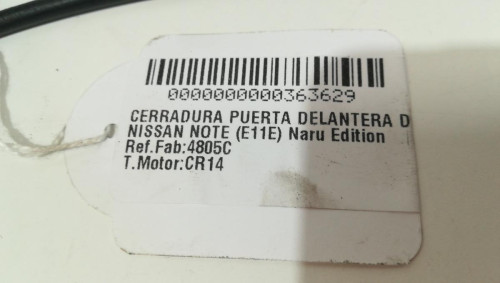 0000000000363629
CERRADURA PUERTA DELANTERA D
NISSAN NOTE (E11E) Naru Edition
Ref.Fab:4805C
T.Motor:CR14